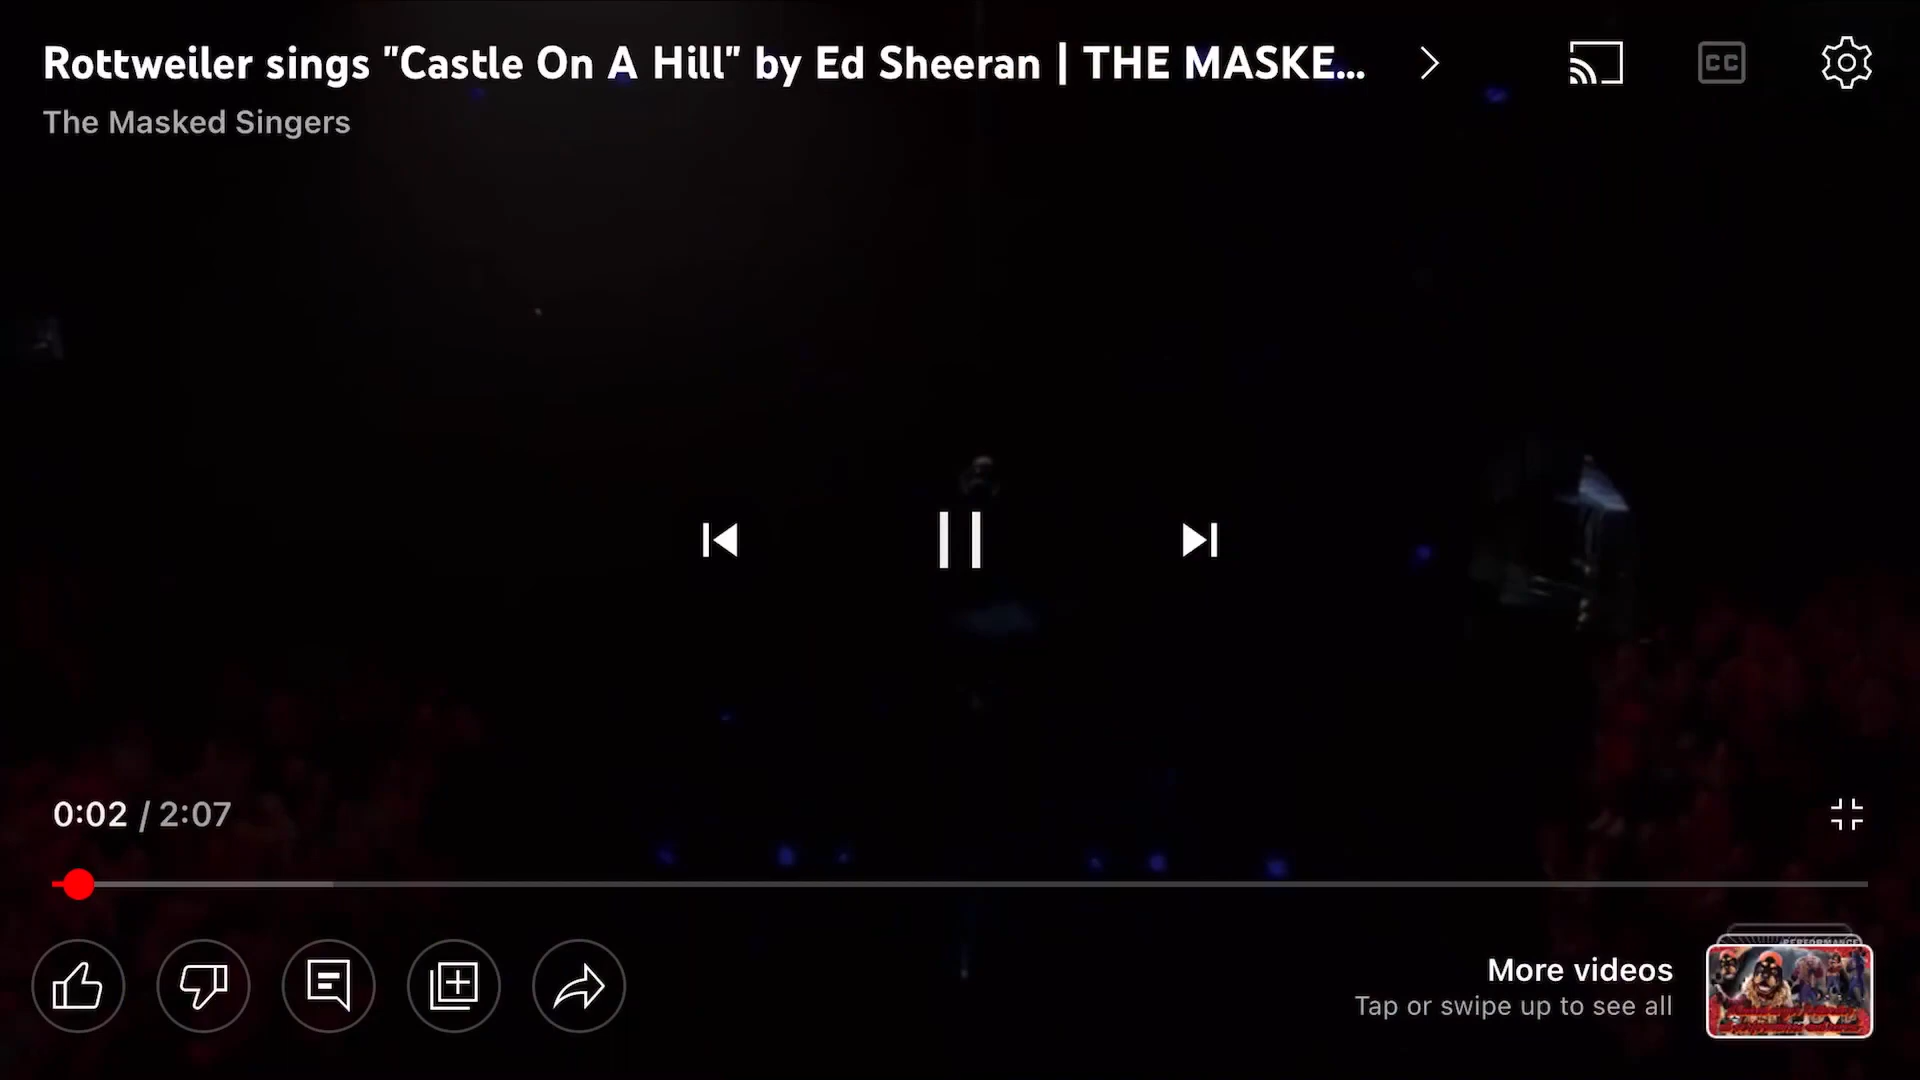 Rottweiler sings "Castle On A Hill" by Ed Sheeran | THE MASKE...
The Masked Singers
CC
0:02 / 2:07
More videos
Tap or swipe up to see all
PERFORMANCE